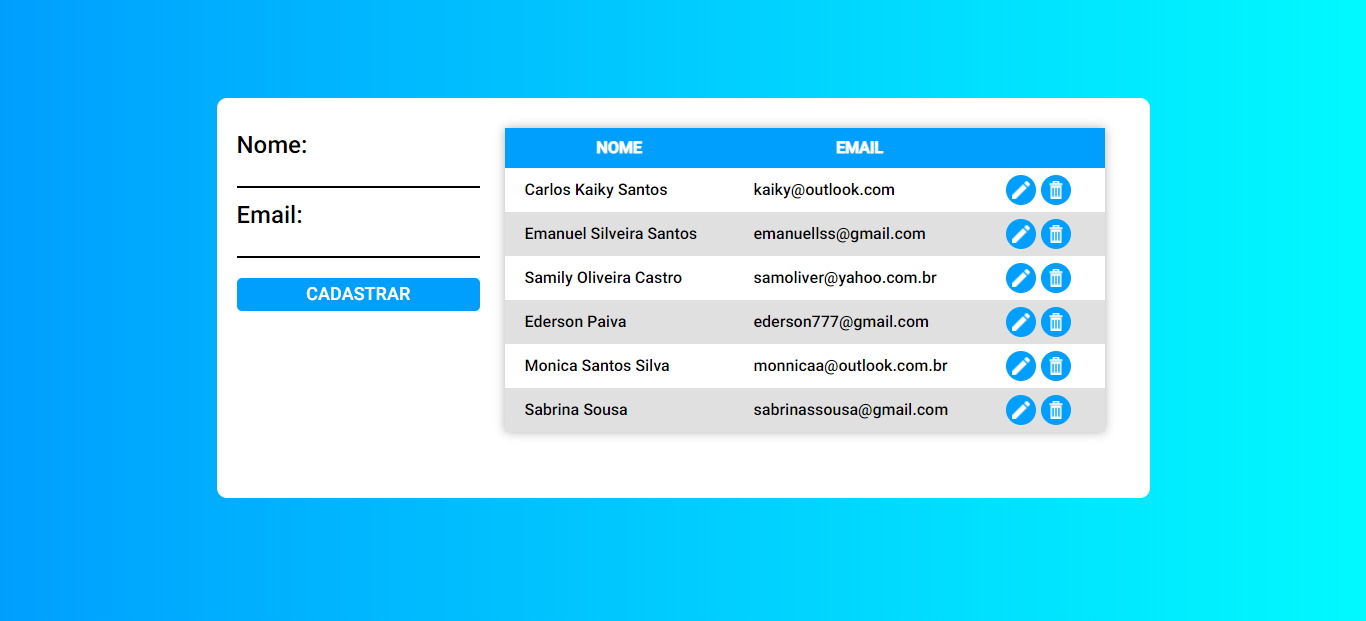 Nome:
Email:
CADASTRAR
NOME EMAIL
Carlos Kaiky Santos kaiky@outlook.com
Emanuel Silveira Santos emanuellss@gmail.com
Samily Oliveira Castro samoliver@yahoo.com.br
Ederson Paiva ederson777@gmail.com
Monica Santos Silva monnicaa@outlook.com.br
Sabrina Sousa sabrinassousa@gmail.com